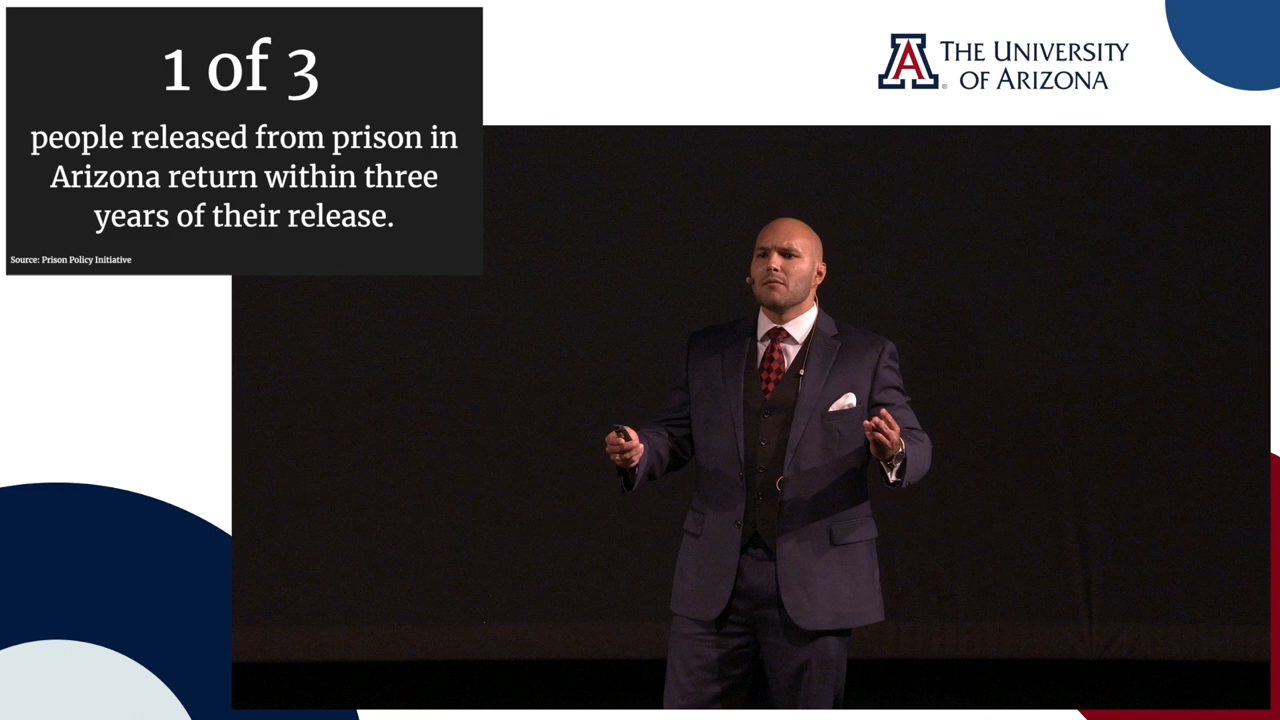 1 of 3
people released from prison in
Arizona return within three
years of their release.
Source: Prison Policy Initiative
A
THE UNIVERSITY
OF ARIZONA